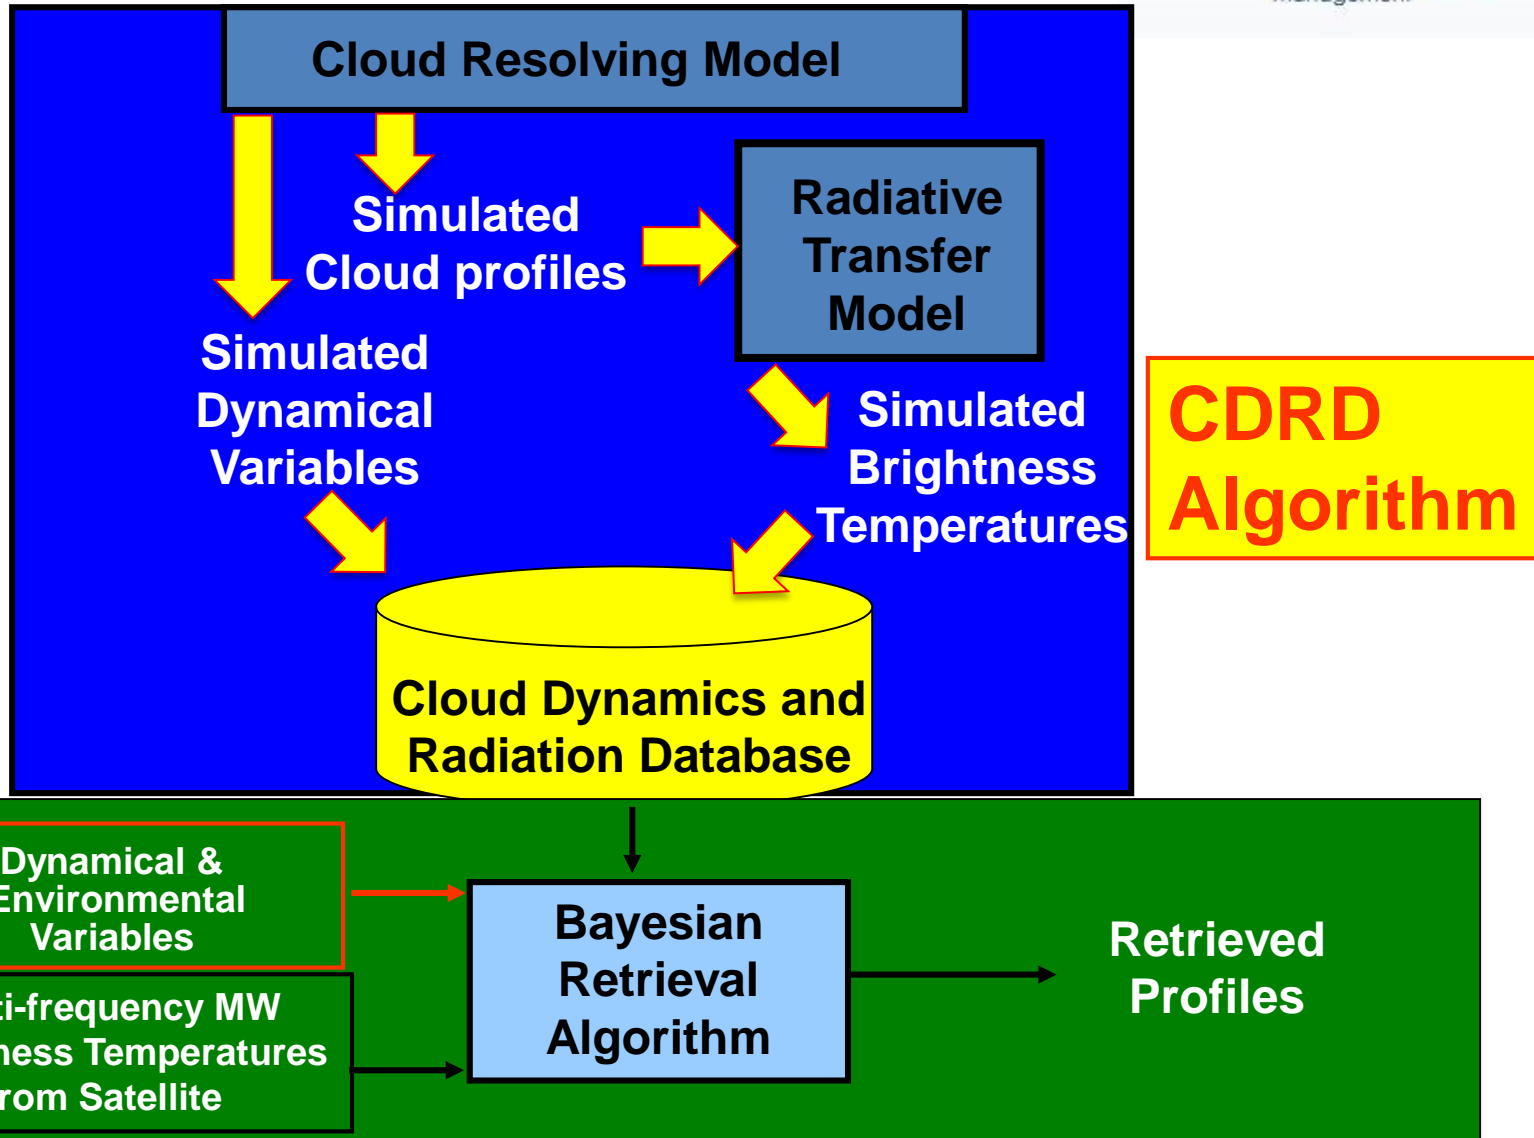 Cloud Resolving Model
Simulated
Cloud profiles
Radiative
Transfer
Model
Simulated
Dynamical
Variables
Simulated
Brightness
Temperatures
CDRD
Algorithm
Cloud Dynamics and
Radiation Database
Dynamical &
Environmental
Variables
Bayesian
Retrieval
Algorithm
Retrieved
Profiles
ti-frequency MW
ness Temperatures
rom Satellite